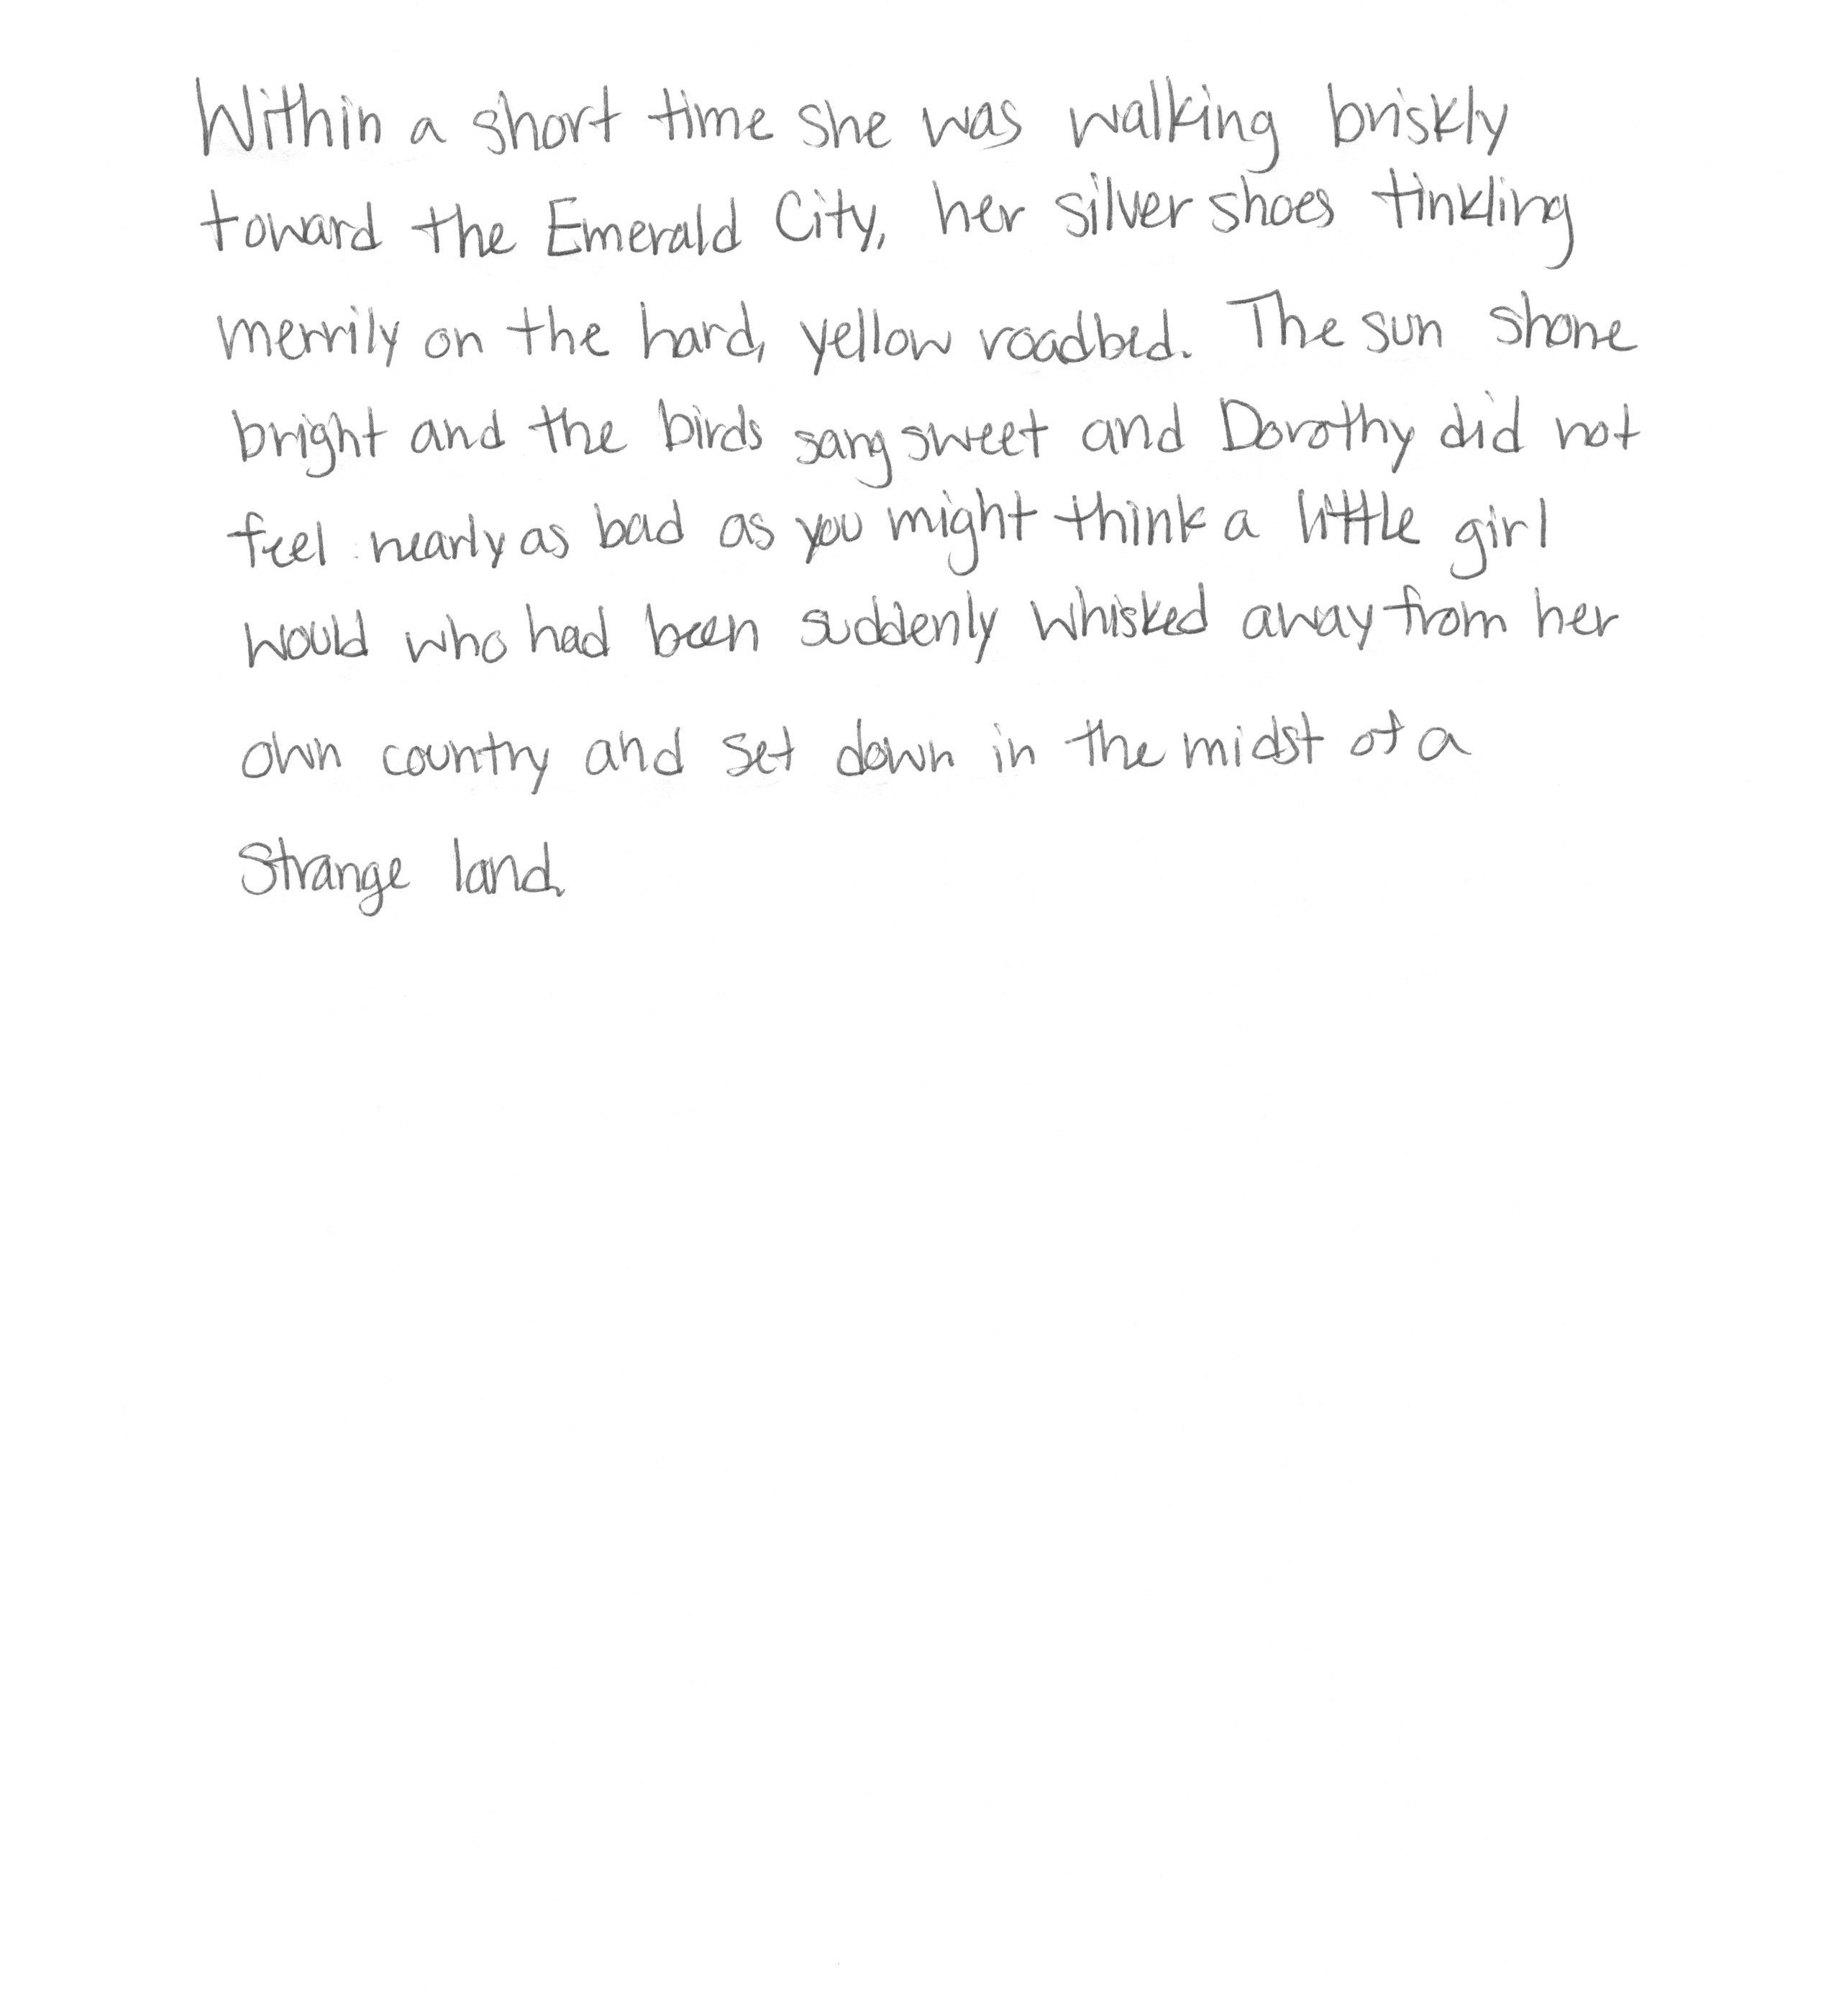 Within a short time she was walking briskly
toward the Emerald City, her silver shoes tinkling
merrily on the hard, yellow roadbed. The sun shone
bright and the birds sang sweet and Dorothy did not
feel nearly as bad as you might think a little girl
would who had been suddenly whisked away from her
own country and set down in the midst of a
strange land.